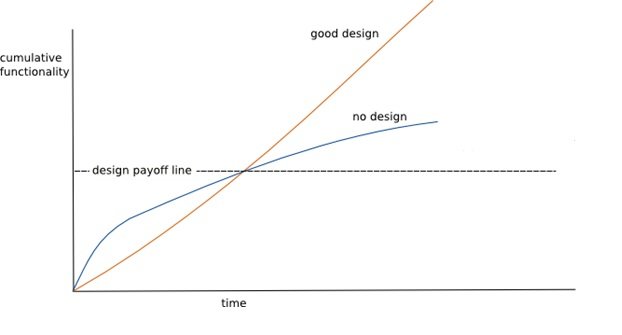 good design
cumulative
functionality
no design
design payoff line
time